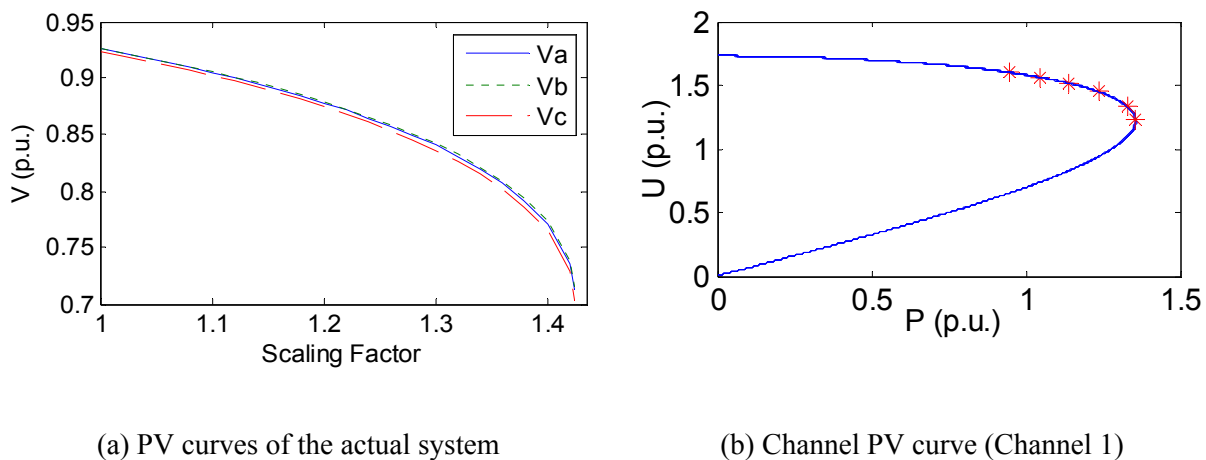 0.95
0.9
0.85
0.8
0.75
0.7
V (p.u.)
1
1.1
1.2
1.3
1.4
Scaling Factor
Va
Vb
Vc
2
1.5
1
0.5
0
U (p.u.)
0
0.5
1
1.5
P (p.u.)
(a) PV curves of the actual system
(b) Channel PV curve (Channel 1)